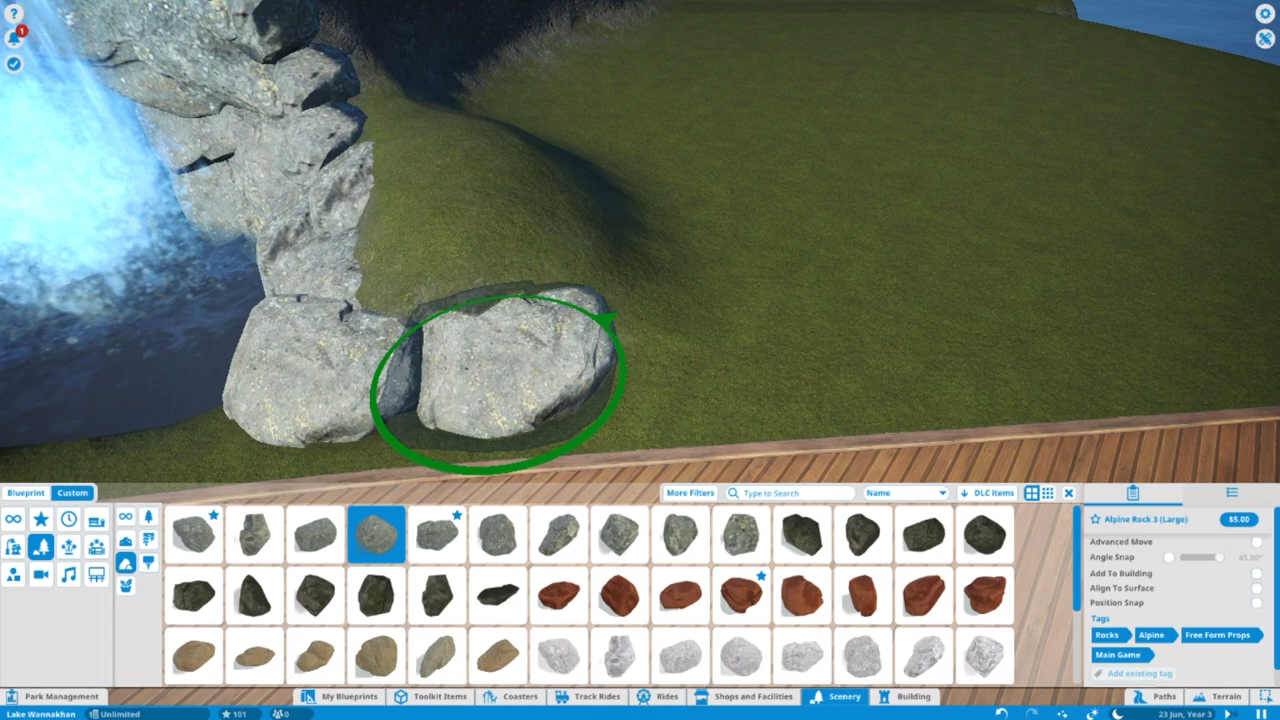 ?
1
Blueprint Custom More Filters Type to Search Name DLC Items
Alpine Rock 3 (Large) $5.00
Advanced Move
Angle Snap 45.00°
Add To Building
Align To Surface
Position Snap
Tags
Rocks Alpine Free Form Props
Main Game
Add existing tag
Park Management My Blueprints Toolkit Items Coasters Track Rides Rides Shops and Facilities Scenery Building Paths Terrain
Lake Wannakhan Unlimited 101 0 23 Jun, Year 3